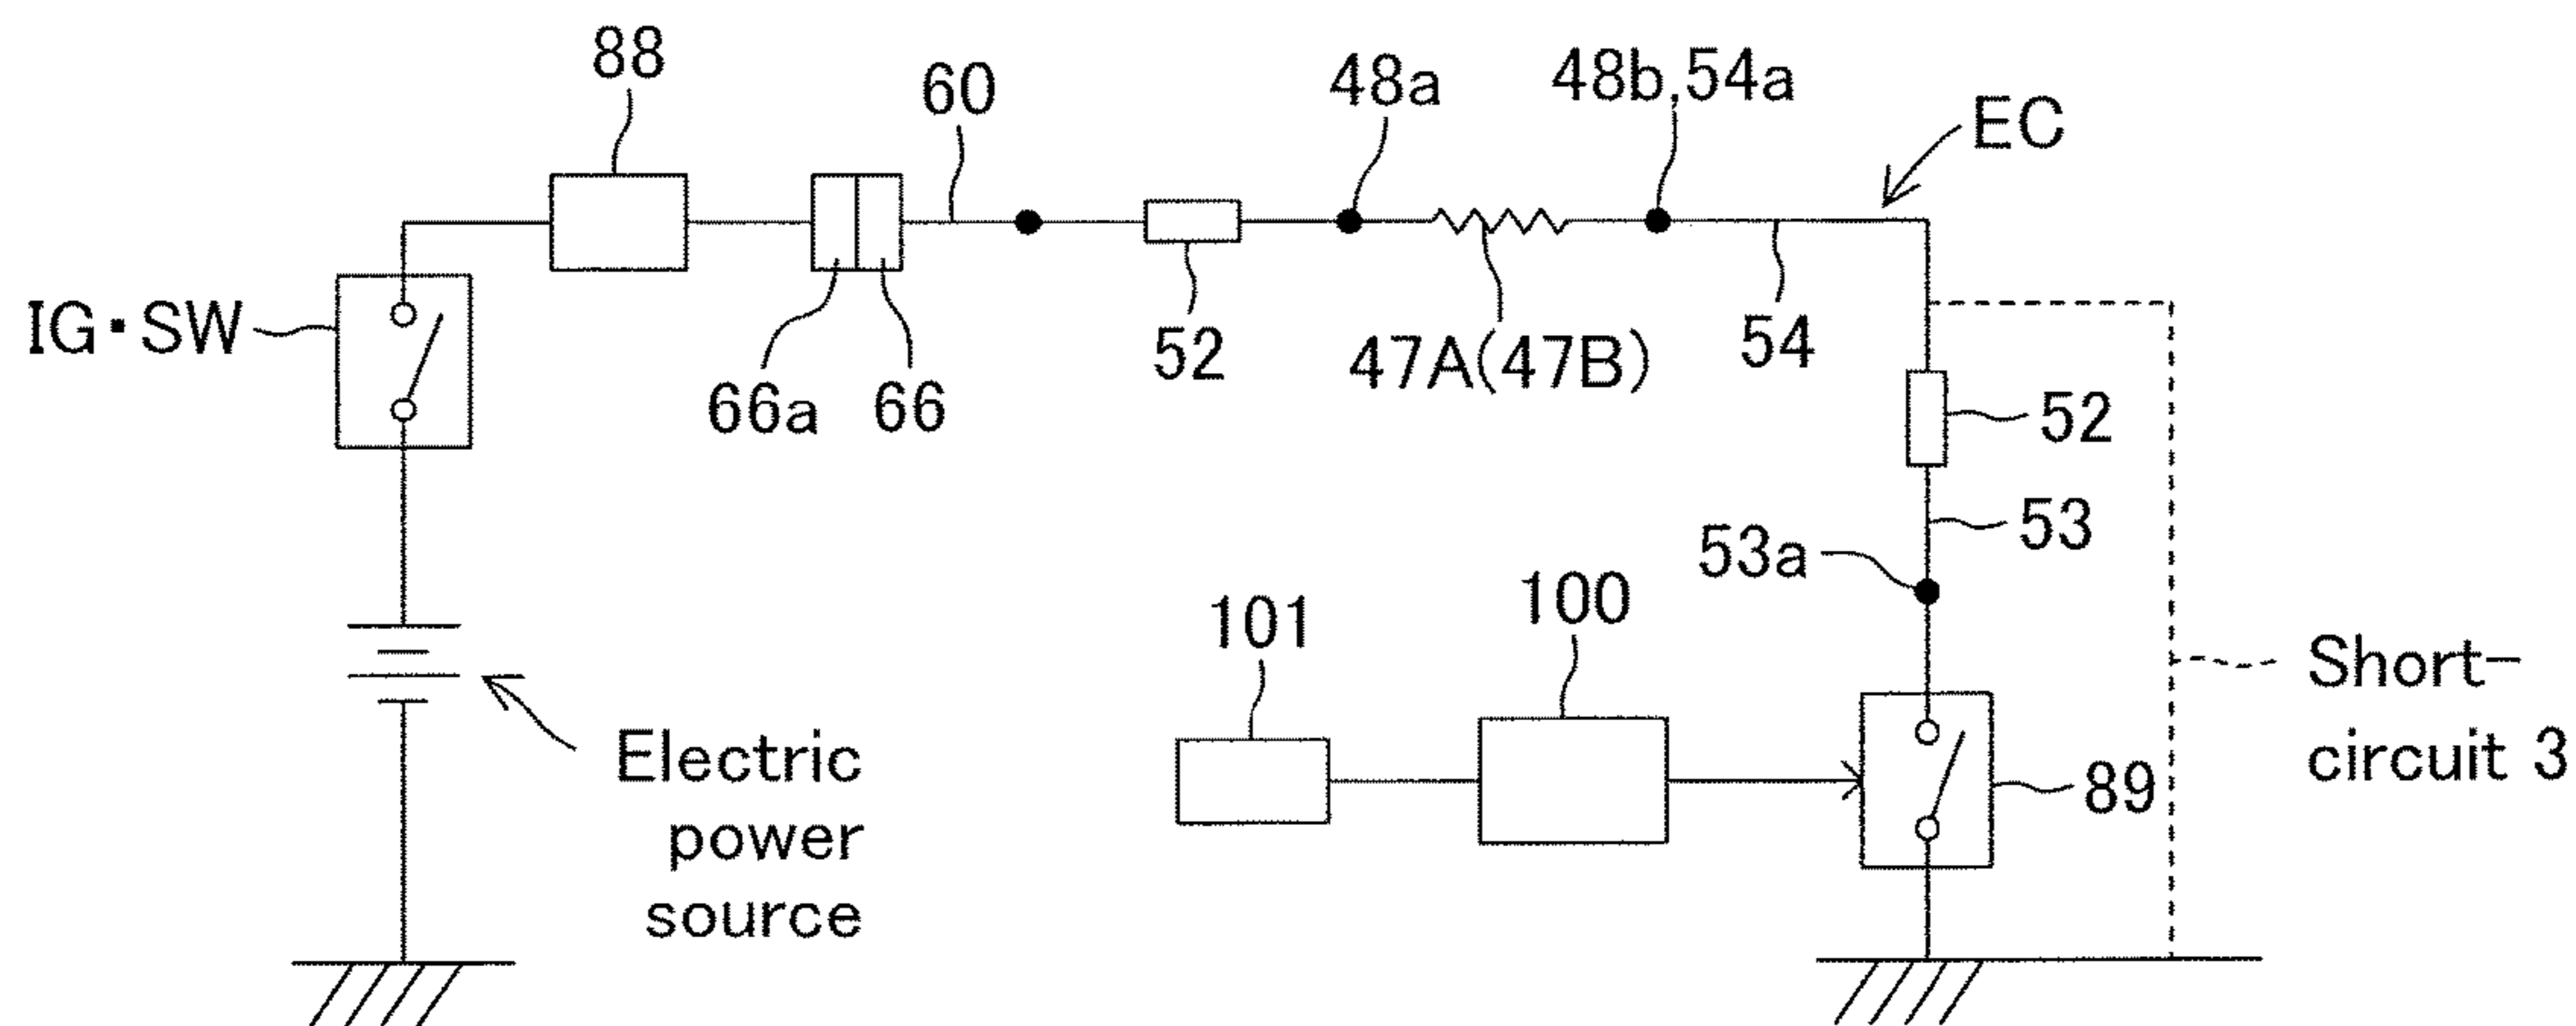 88
60
48a
48b,54a
EC
IG・SW
66a
66
52
47A(47B)
54
52
53
53a
100
101
89
Short-
circuit 3
Electric
power
source